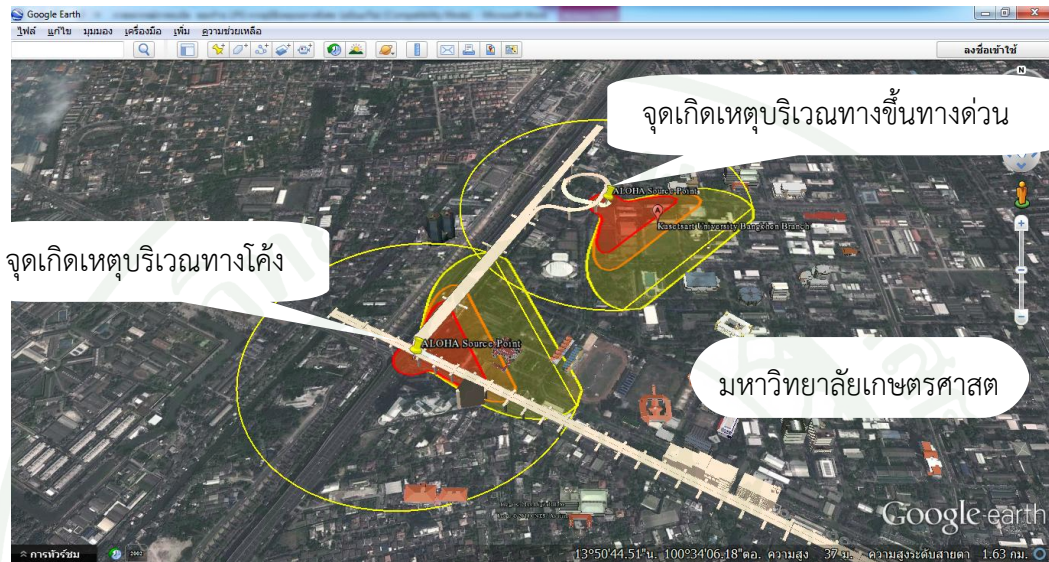 Google Earth
ไฟล์ แก้ไข มุมมอง เครื่องมือ เพิ่ม ความช่วยเหลือ
ลงชื่อเข้าใช้
N
จุดเกิดเหตุบริเวณทางขึ้นทางด่วน
ALOHA Source Point
Kasetsart University Bangkhen Branch
จุดเกิดเหตุบริเวณทางโค้ง
ALOHA Source Point
มหาวิทยาลัยเกษตรศาสต
Google earth
การทัวร์ชม 2002 13°50'44.51"น. 100°34'06.18"ตอ. ความสูง 37 ม. ความสูงระดับสายตา 1.63 กม.